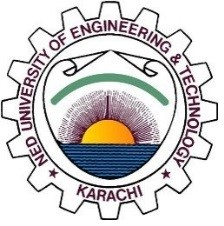 NED UNIVERSITY OF ENGINEERING & TECHNOLOGY
KARACHI